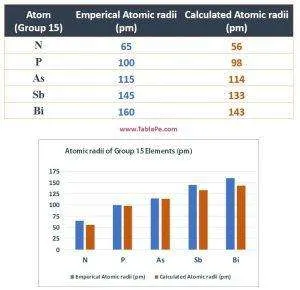 Atom Emperical Atomic radii Calculated Atomic radii
(Group 15) (pm) (pm)
N 65 56
P 100 98
As 115 114
Sb 145 133
Bi 160 143
www.TablePe.com
Atomic radii of Group 15 Elements (pm)
175
150
125
100
75
50
25
0
N P As Sb Bi
Emperical Atomic radii (pm) Calculated Atomic radii (pm)